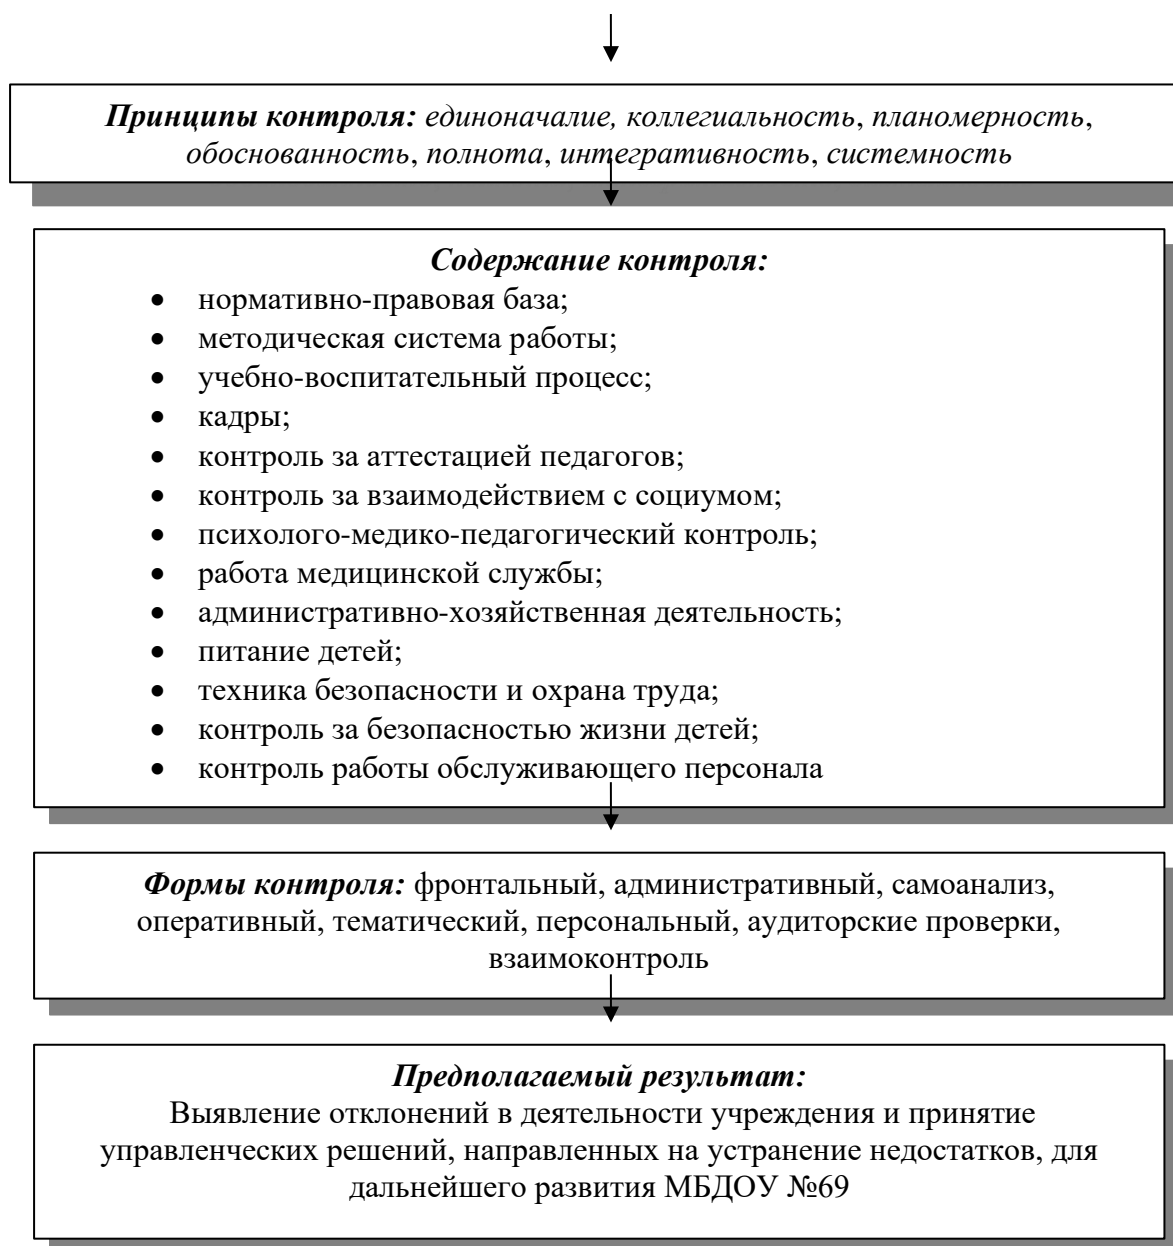 Принципы контроля: единоначалие, коллегиальность, планомерность,
обоснованность, полнота, интегративность, системность
Содержание контроля:
• нормативно-правовая база;
• методическая система работы;
• учебно-воспитательный процесс;
• кадры;
• контроль за аттестацией педагогов;
• контроль за взаимодействием с социумом;
• психолого-медико-педагогический контроль;
• работа медицинской службы;
• административно-хозяйственная деятельность;
• питание детей;
• техника безопасности и охрана труда;
• контроль за безопасностью жизни детей;
• контроль работы обслуживающего персонала
Формы контроля: фронтальный, административный, самоанализ,
оперативный, тематический, персональный, аудиторские проверки,
взаимоконтроль
Предполагаемый результат:
Выявление отклонений в деятельности учреждения и принятие
управленческих решений, направленных на устранение недостатков, для
дальнейшего развития МБДОУ №69